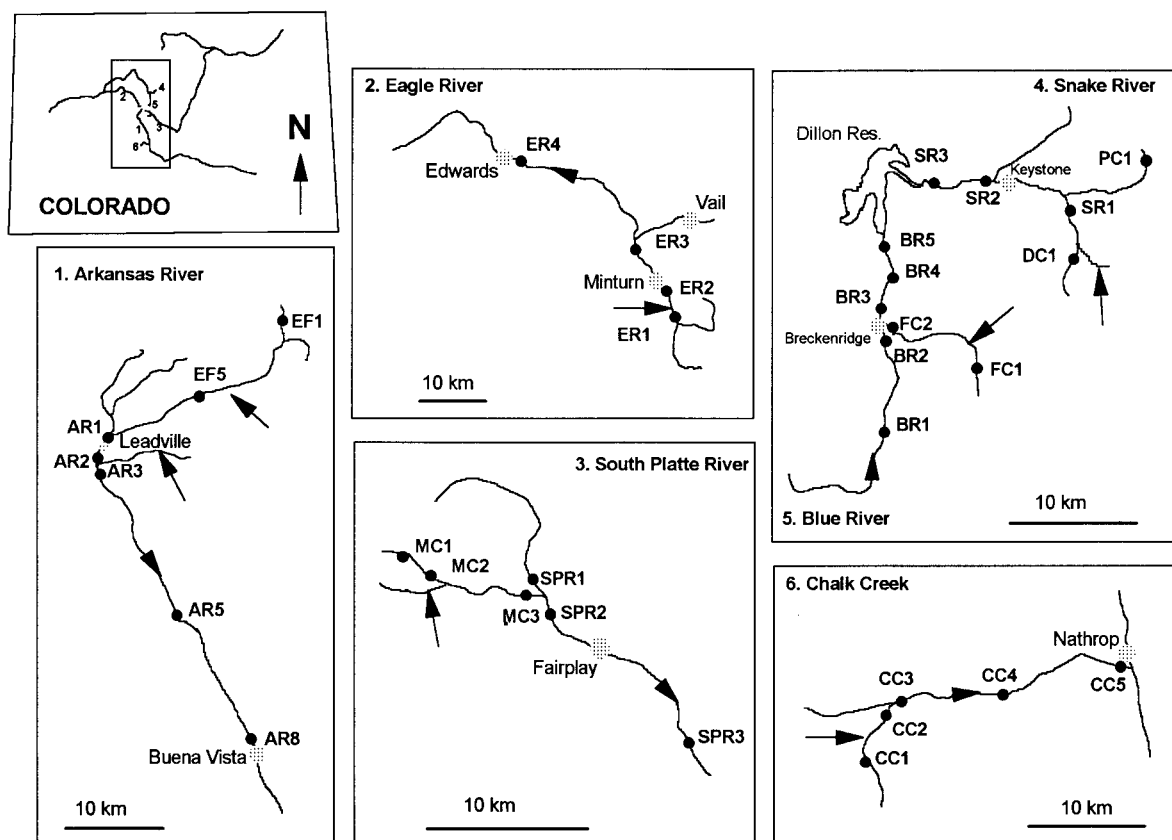 N
COLORADO
2
4
5
1
3
6
1. Arkansas River
EF1
EF5
AR1
Leadville
AR2
AR3
AR5
AR8
Buena Vista
10 km
2. Eagle River
ER4
Edwards
Vail
ER3
Minturn
ER2
ER1
10 km
3. South Platte River
MC1
MC2
SPR1
MC3
SPR2
Fairplay
SPR3
10 km
4. Snake River
Dillon Res.
SR3
PC1
Keystone
SR2
SR1
BR5
DC1
BR4
BR3
FC2
Breckenridge
BR2
FC1
BR1
10 km
5. Blue River
6. Chalk Creek
Nathrop
CC3
CC4
CC5
CC2
CC1
10 km